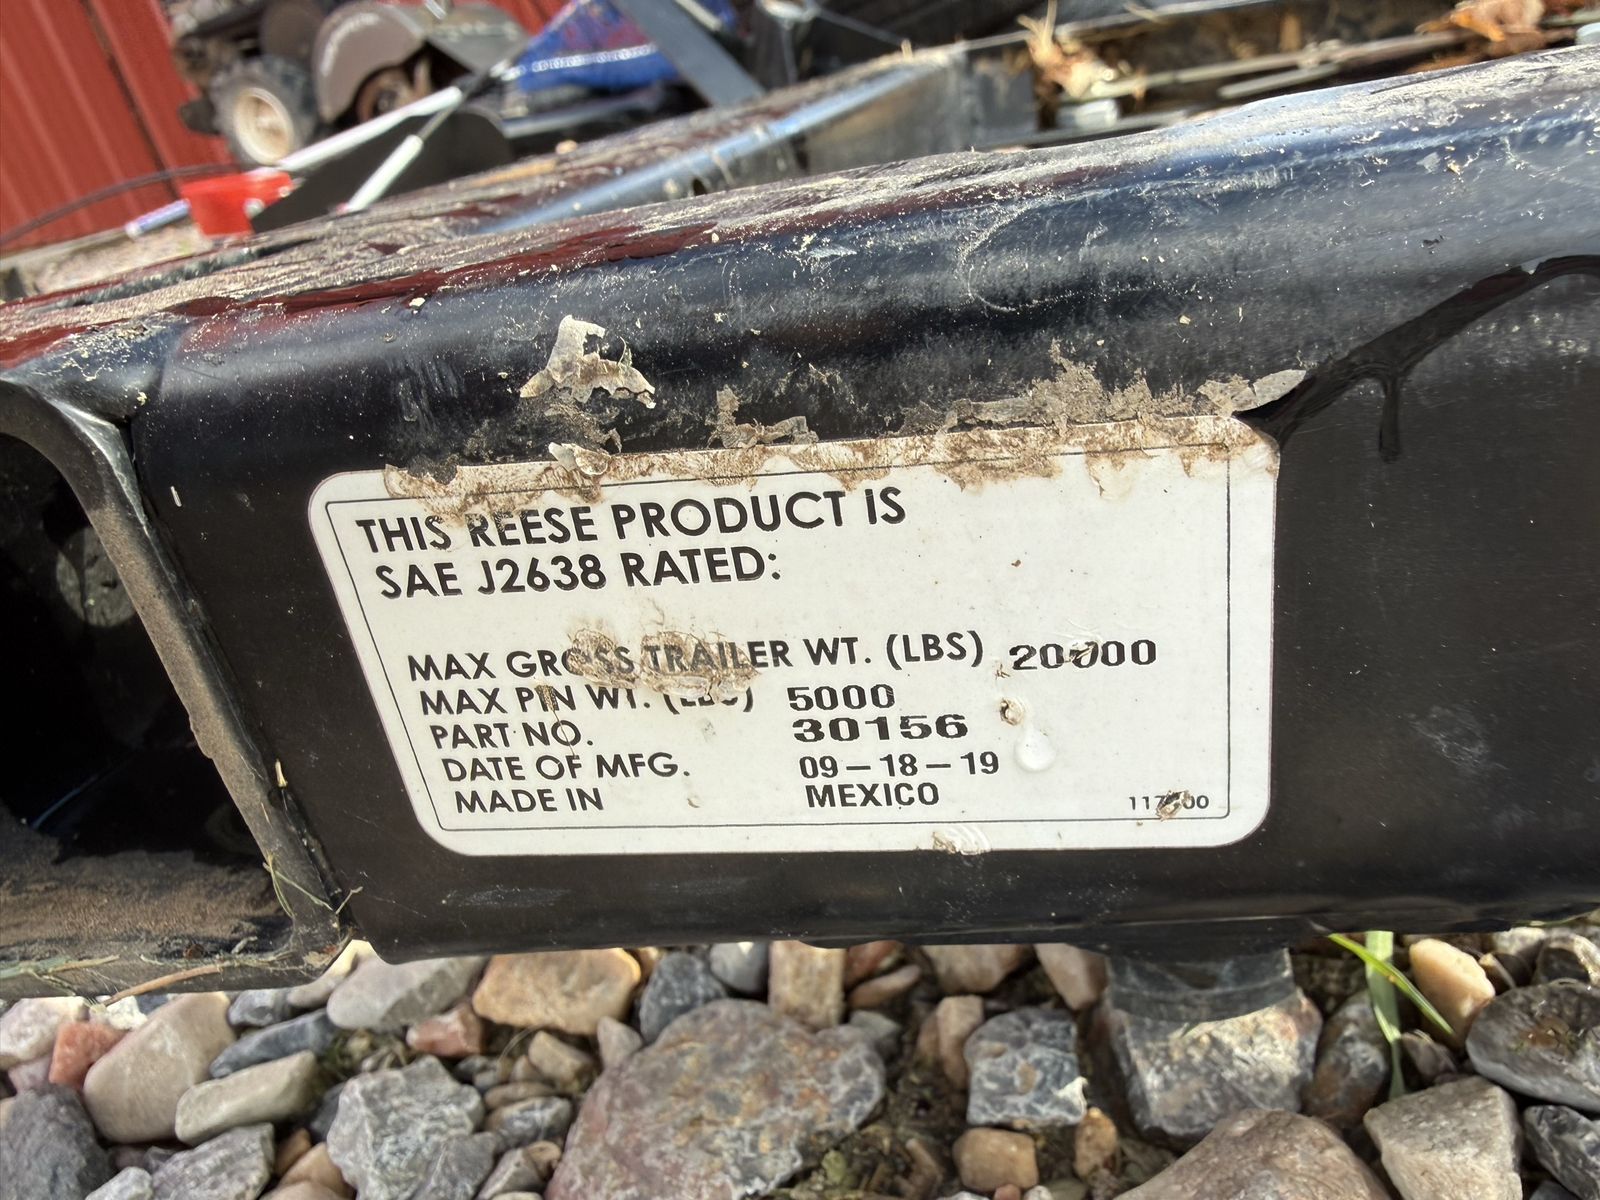 THIS REESE PRODUCT IS
SAE J2638 RATED:
MAX GROSS TRAILER WT. (LBS) 20000
MAX PIN WT. (LBS) 5000
PART NO. 30156
DATE OF MFG. 09-18-19
MADE IN MEXICO